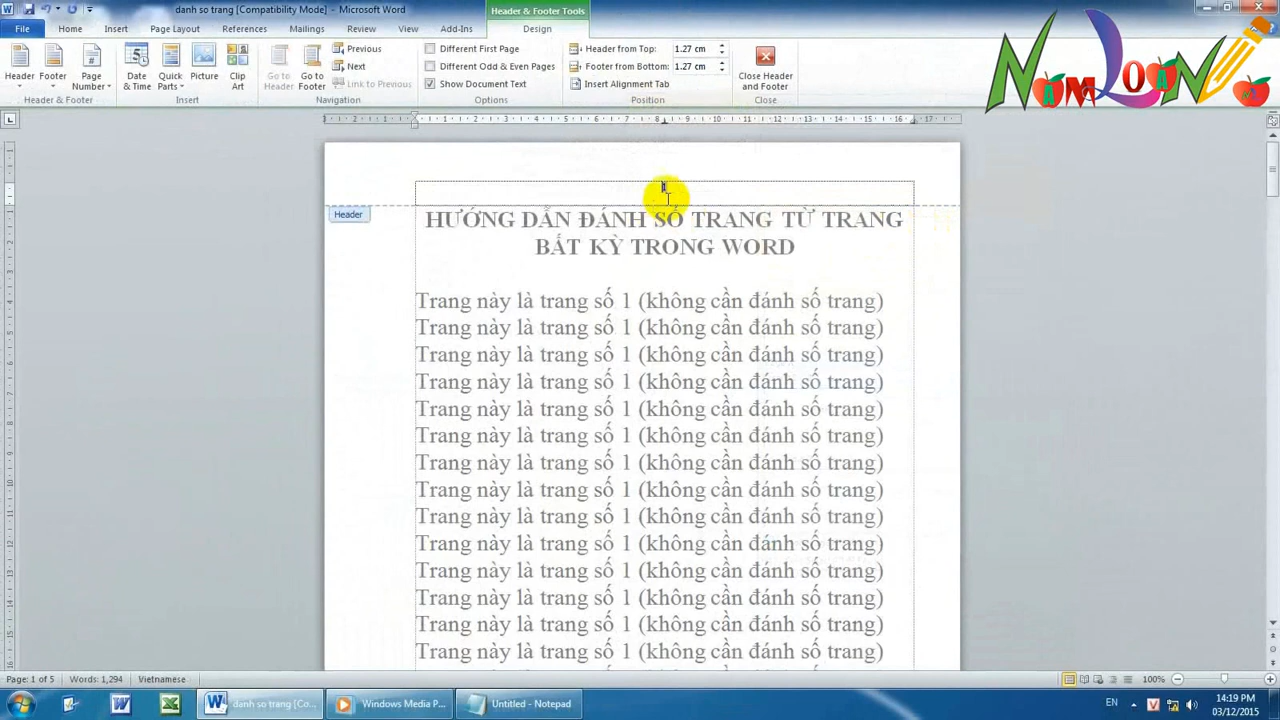 danh so trang [Compatibility Mode] - Microsoft Word
Header & Footer Tools
File
Home
Insert
Page Layout
References
Mailings
Review
View
Add-Ins
Design
Header
Footer
Page Number
Header & Footer
Date & Time
Quick Parts
Picture
Clip Art
Insert
Go to Header
Go to Footer
Previous
Next
Link to Previous
Navigation
Different First Page
Different Odd & Even Pages
Show Document Text
Options
Header from Top: 1.27 cm
Footer from Bottom: 1.27 cm
Insert Alignment Tab
Position
Close Header and Footer
Close
NĂM LOAN
Header
HƯỚNG DẪN ĐÁNH SỐ TRANG TỪ TRANG
BẤT KỲ TRONG WORD
Trang này là trang số 1 (không cần đánh số trang)
Trang này là trang số 1 (không cần đánh số trang)
Trang này là trang số 1 (không cần đánh số trang)
Trang này là trang số 1 (không cần đánh số trang)
Trang này là trang số 1 (không cần đánh số trang)
Trang này là trang số 1 (không cần đánh số trang)
Trang này là trang số 1 (không cần đánh số trang)
Trang này là trang số 1 (không cần đánh số trang)
Trang này là trang số 1 (không cần đánh số trang)
Trang này là trang số 1 (không cần đánh số trang)
Trang này là trang số 1 (không cần đánh số trang)
Trang này là trang số 1 (không cần đánh số trang)
Trang này là trang số 1 (không cần đánh số trang)
Trang này là trang số 1 (không cần đánh số trang)
Page: 1 of 5
Words: 1,294
Vietnamese
100%
danh so trang [Co...
Windows Media P...
Untitled - Notepad
EN
14:19 PM
03/12/2015